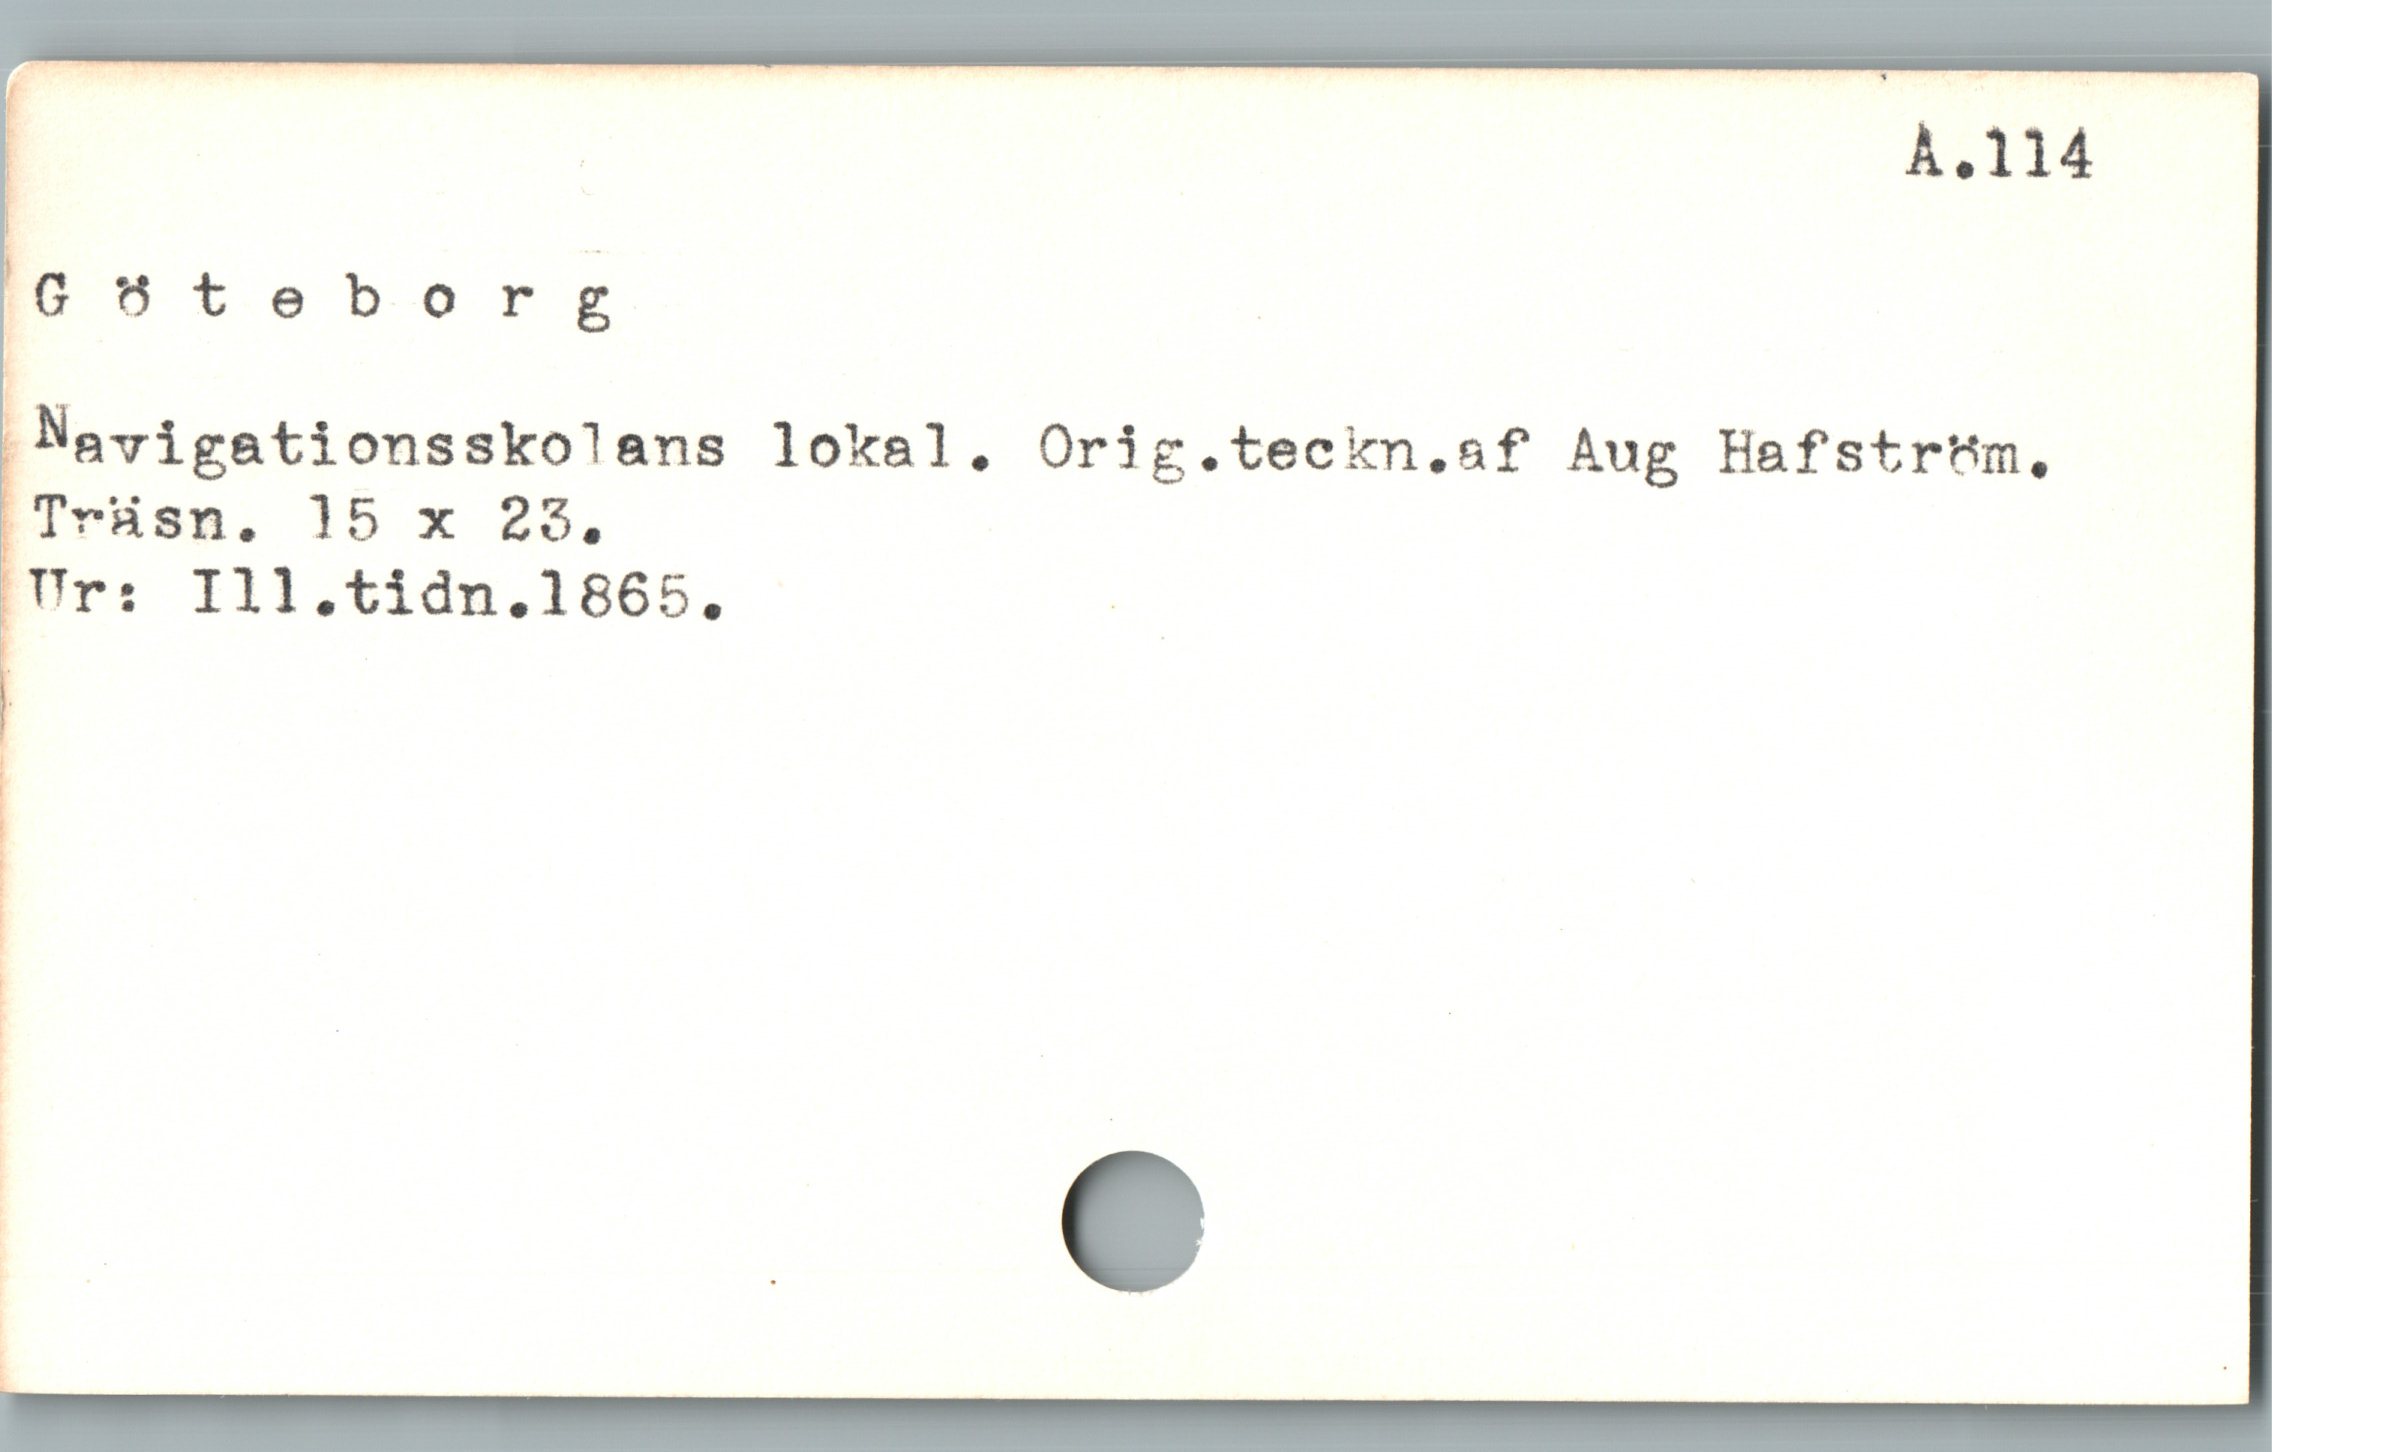 A.114
G ö t e b o r g
Navigationsskolans lokal. Orig.teckn.af Aug Hafström.
Träsn. 15 x 23.
Ur: Ill.tidn.1865.